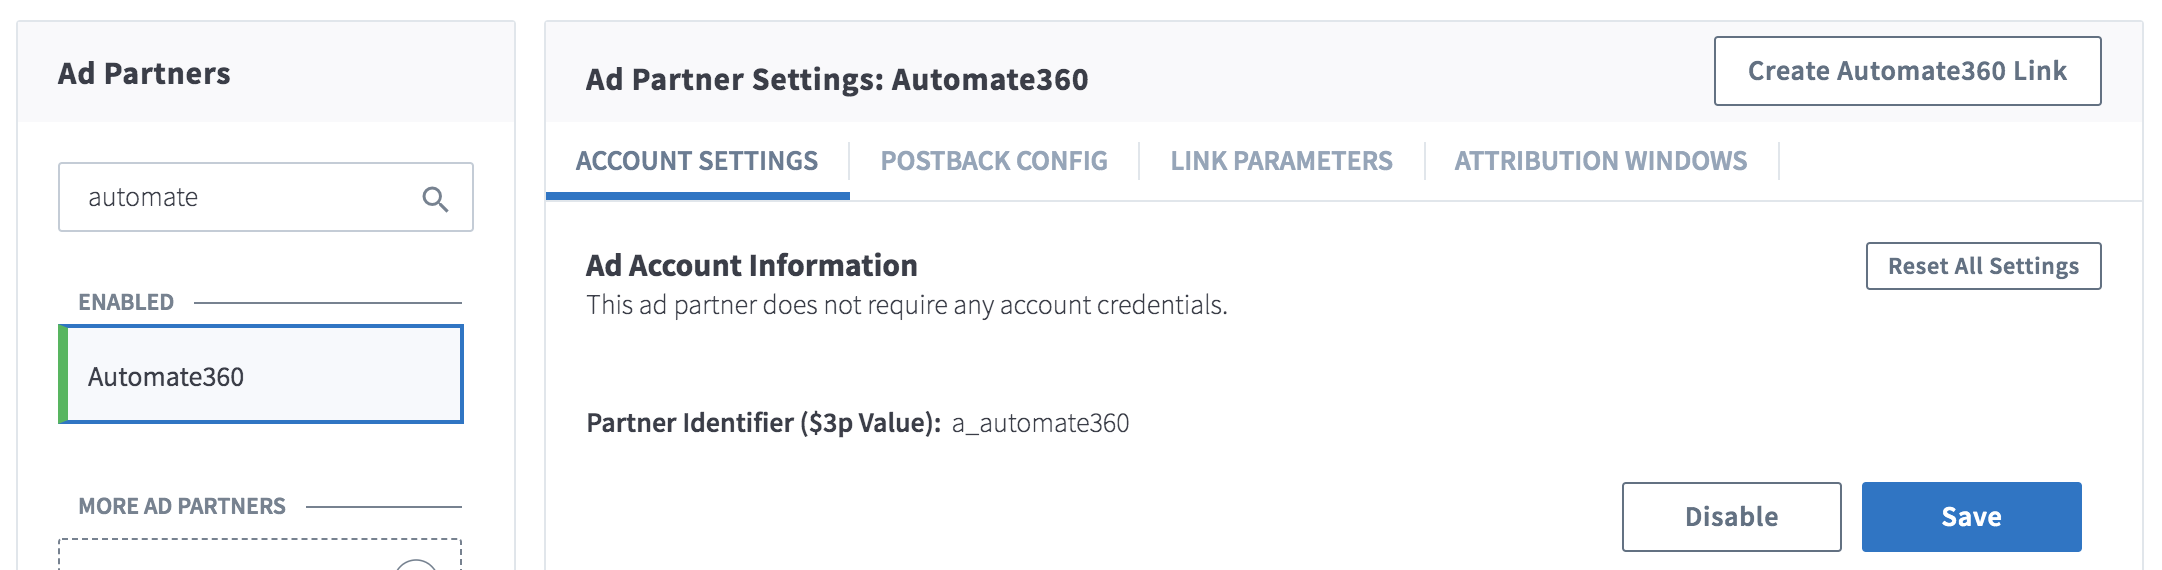 Ad Partners
automate
ENABLED
Automate360
MORE AD PARTNERS
Ad Partner Settings: Automate360
Create Automate360 Link
ACCOUNT SETTINGS
POSTBACK CONFIG
LINK PARAMETERS
ATTRIBUTION WINDOWS
Ad Account Information
Reset All Settings
This ad partner does not require any account credentials.
Partner Identifier ($3p Value): a_automate360
Disable
Save